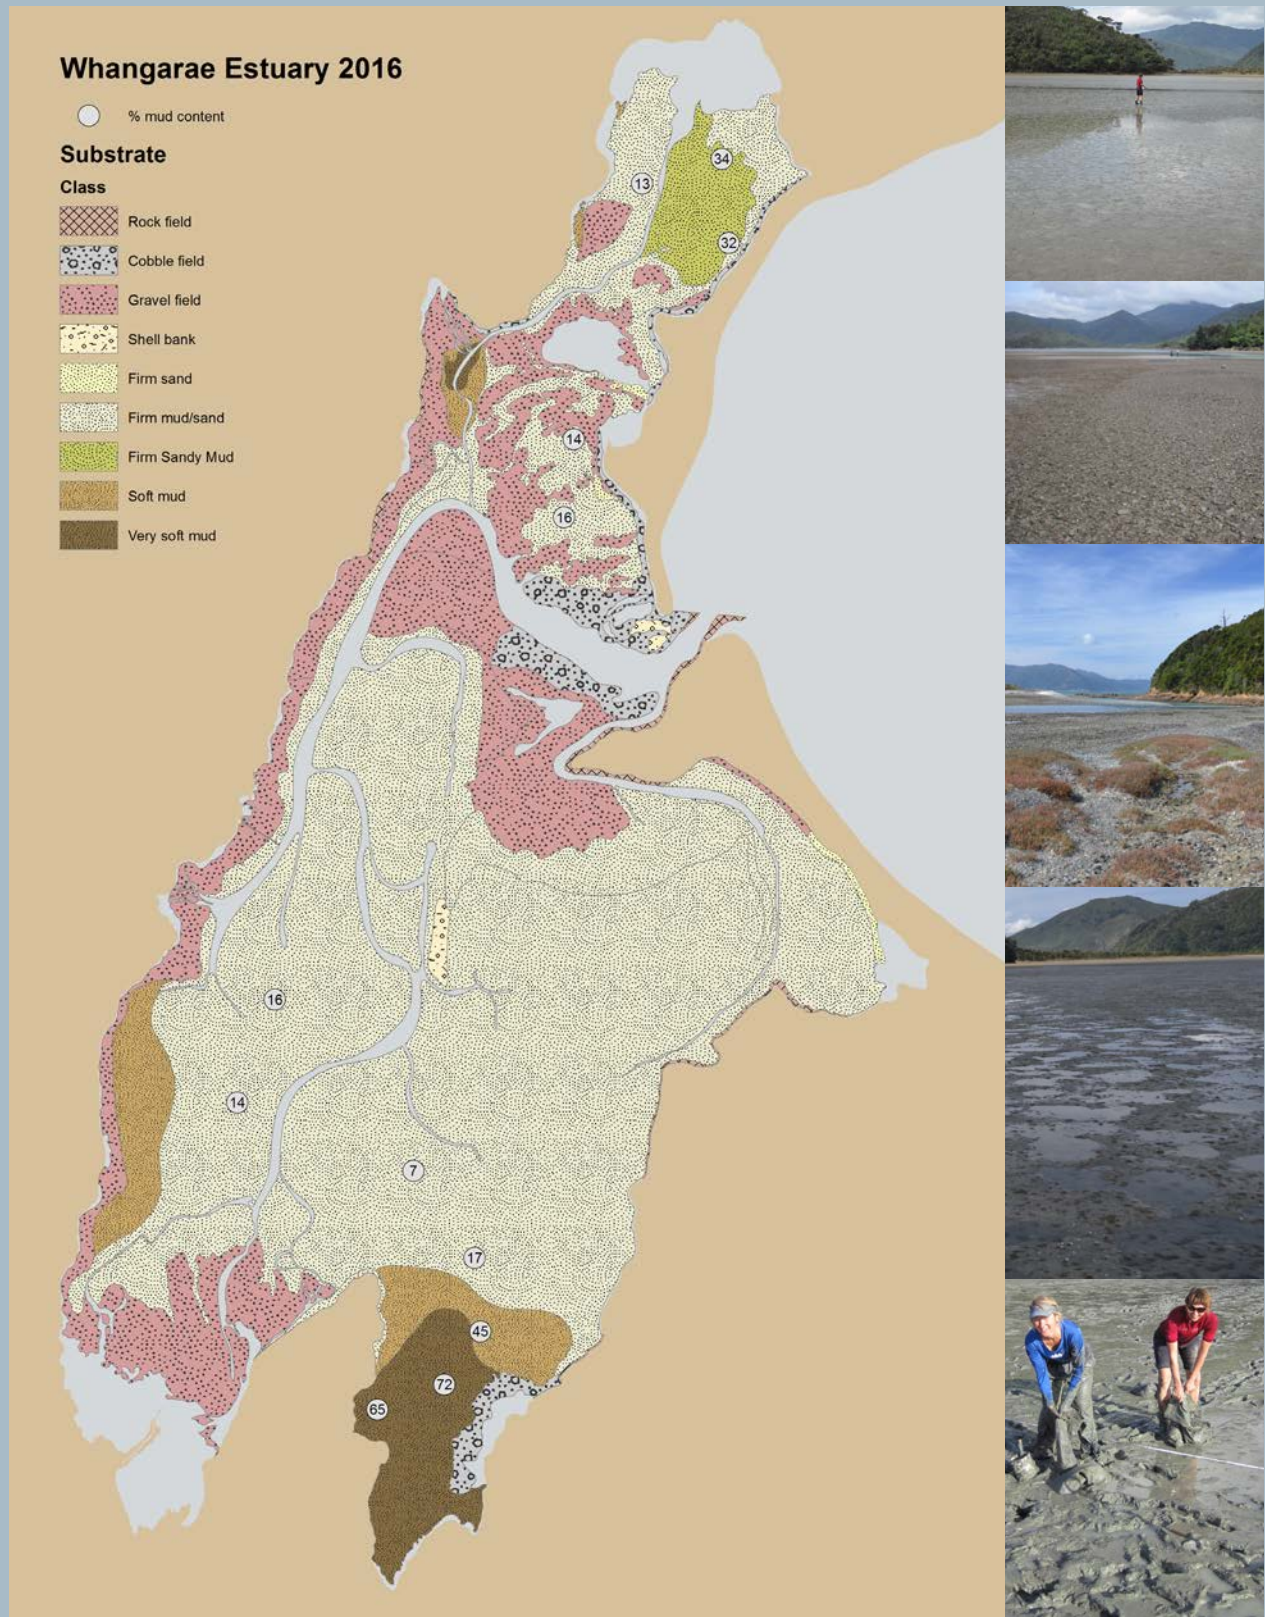 Whangarae Estuary 2016
% mud content
Substrate
Class
Rock field
Cobble field
Gravel field
Shell bank
Firm sand
Firm mud/sand
Firm Sandy Mud
Soft mud
Very soft mud
34
13
32
14
16
16
14
7
17
45
72
65